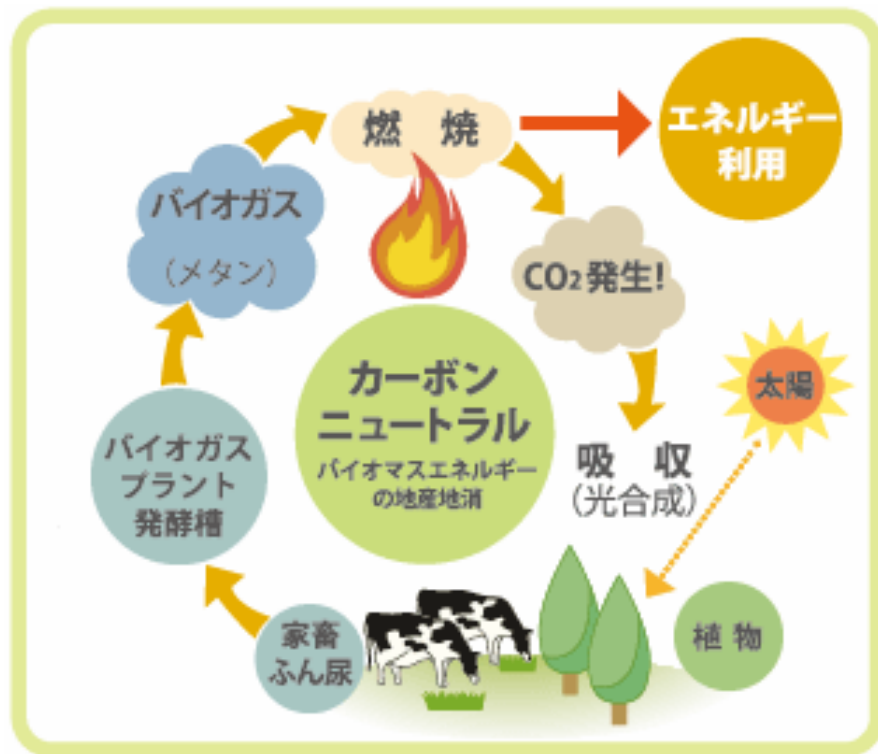 燃 焼
エネルギー
利用
バイオガス
（メタン）
CO₂発生!
カーボン
ニュートラル
バイオマスエネルギー
の地産地消
太陽
バイオガス
プラント
発酵槽
吸 収
（光合成）
家畜
ふん尿
植 物